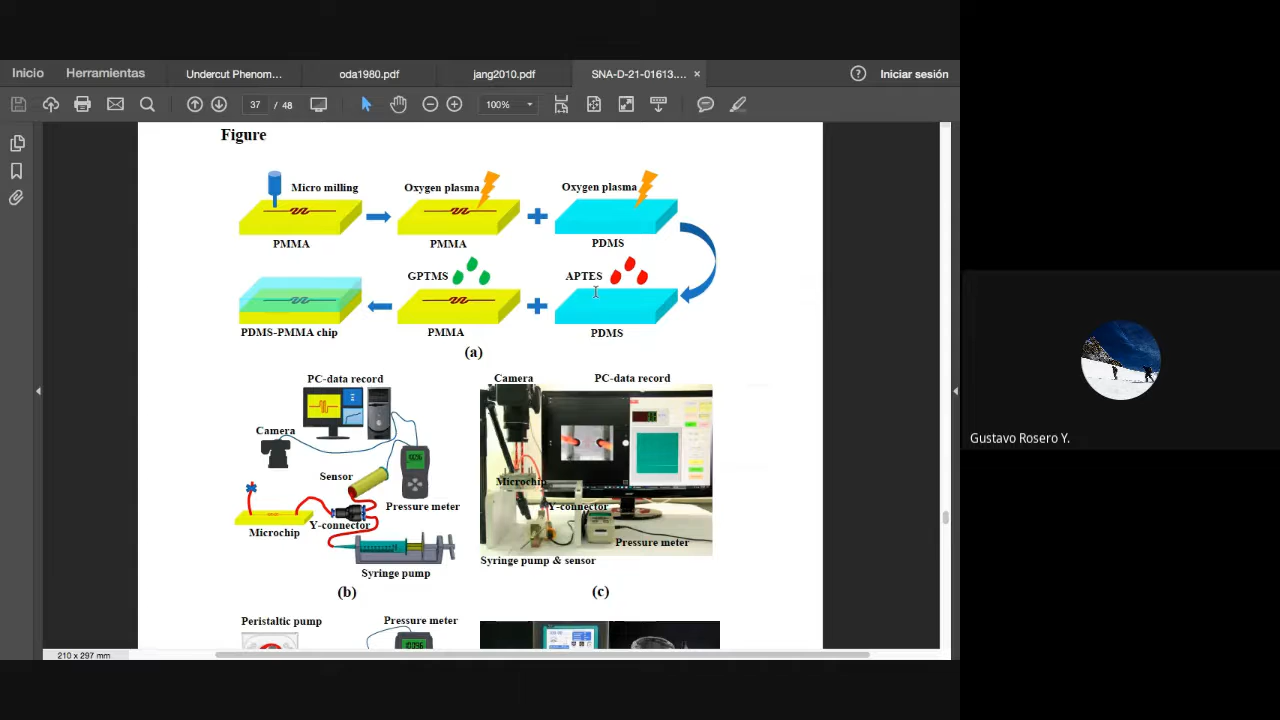 Inicio Herramientas Undercut Phenom... oda1980.pdf jang2010.pdf SNA-D-21-01613.... × Iniciar sesión
37 / 48 100%
Figure
Micro milling Oxygen plasma Oxygen plasma
PMMA PMMA PDMS
GPTMS APTES
PDMS-PMMA chip PMMA PDMS
(a)
PC-data record
Camera
Sensor
Pressure meter
Y-connector
Microchip
Syringe pump
(b)
Camera PC-data record
Microchip
Y-connector
Pressure meter
Syringe pump & sensor
(c)
Peristaltic pump Pressure meter
210 x 297 mm
Gustavo Rosero Y.